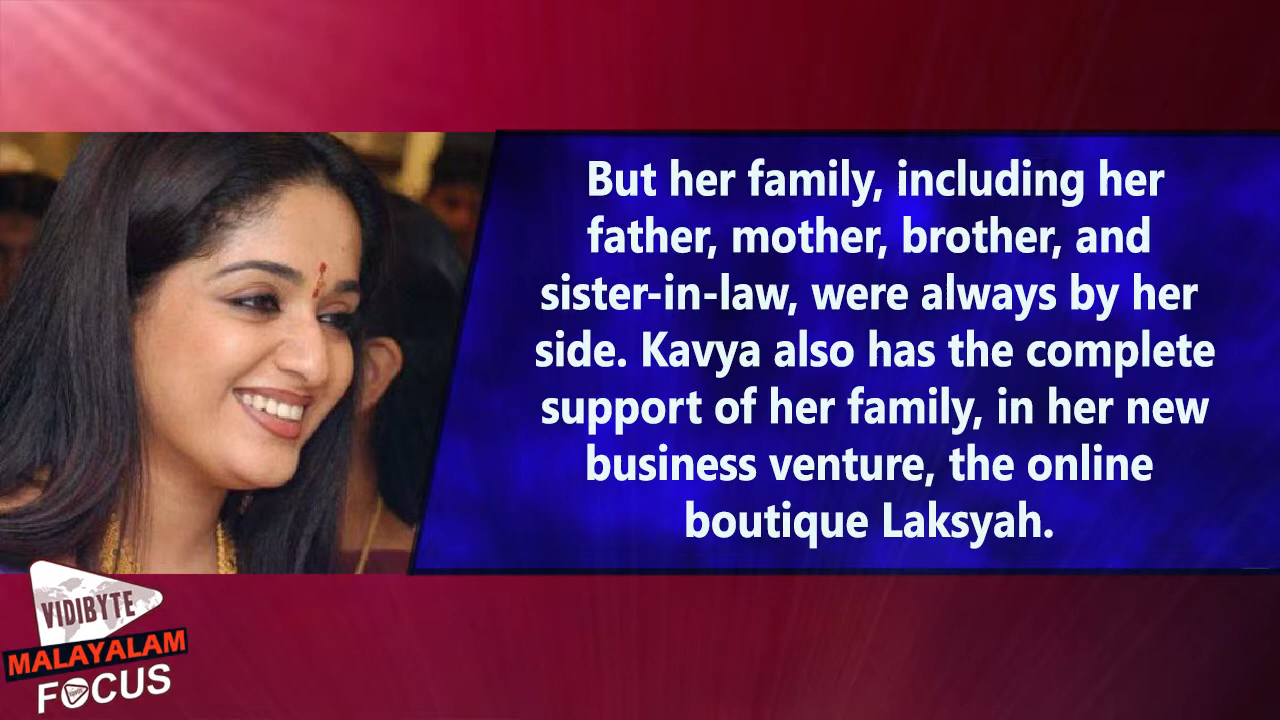 But her family, including her
father, mother, brother, and
sister-in-law, were always by her
side. Kavya also has the complete
support of her family, in her new
business venture, the online
boutique Laksyah.
VIDIBYTE
MALAYALAM
FOCUS